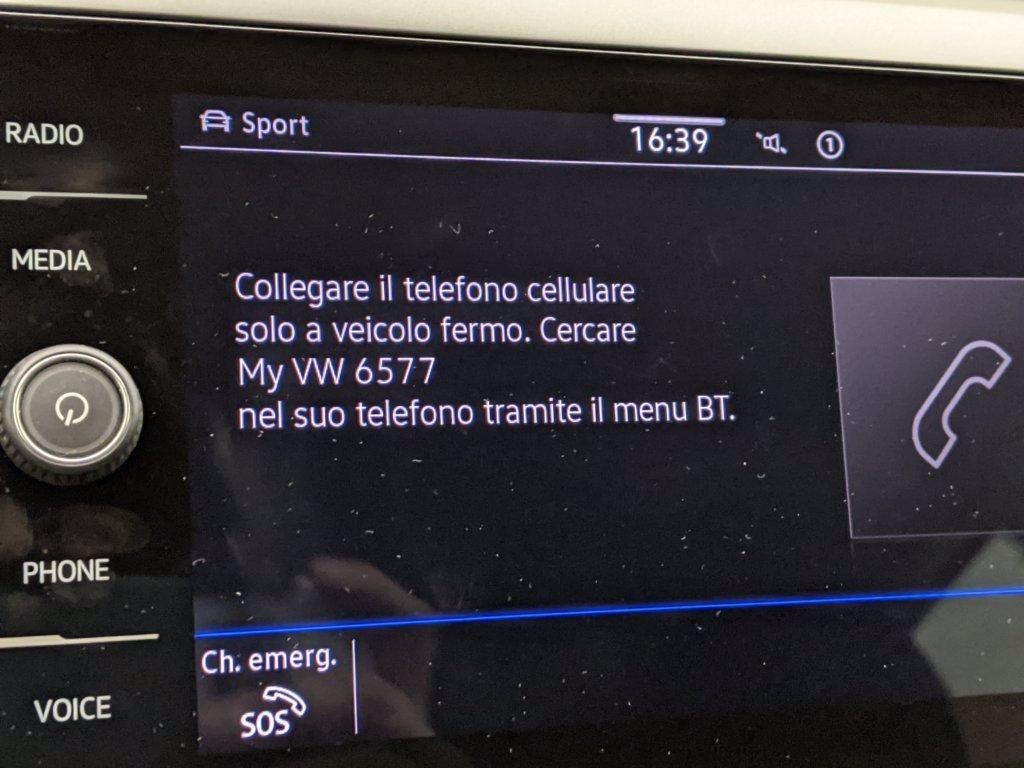 RADIO
MEDIA
PHONE
VOICE
Sport
16:39
1
Collegare il telefono cellulare
solo a veicolo fermo. Cercare
My VW 6577
nel suo telefono tramite il menu BT.
Ch. emerg.
SOS